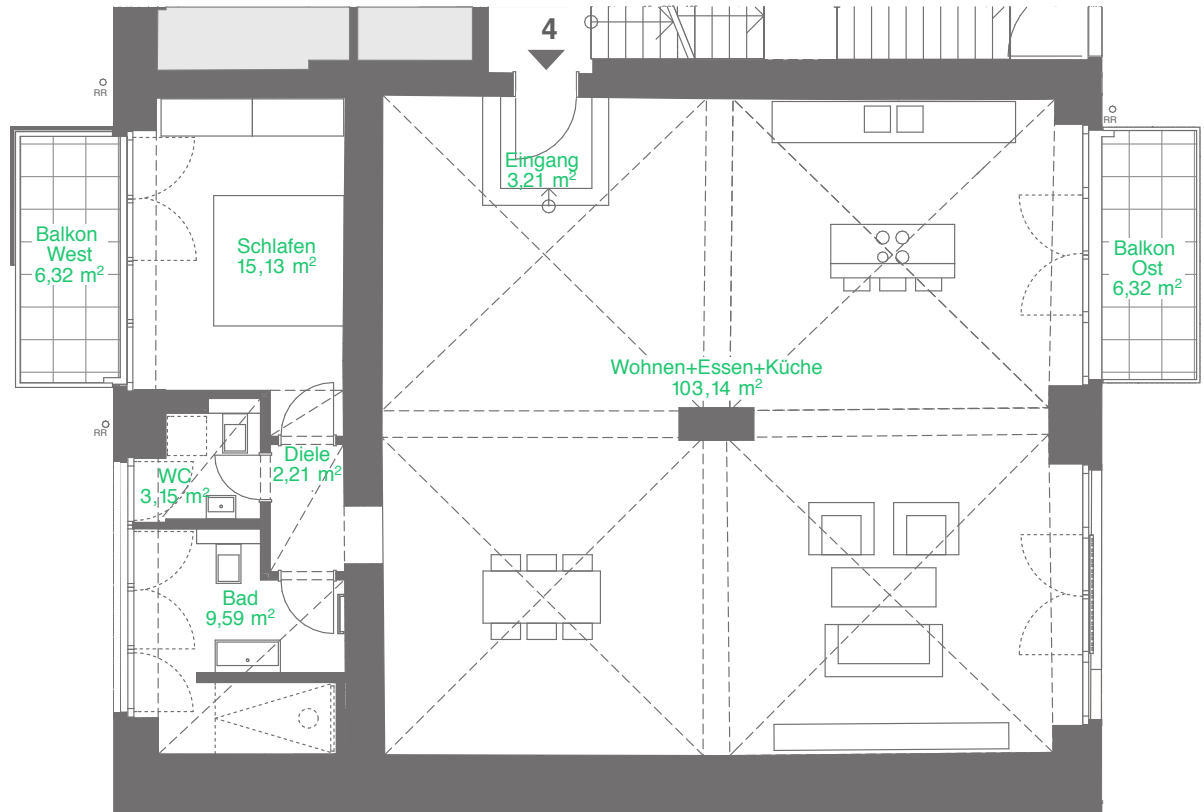 4
RR
RR
Eingang
3,21 m²
Balkon
West
6,32 m²
Schlafen
15,13 m²
Balkon
Ost
6,32 m²
Wohnen+Essen+Küche
103,14 m²
RR
Diele
2,21 m²
WC
3,15 m²
Bad
9,59 m²